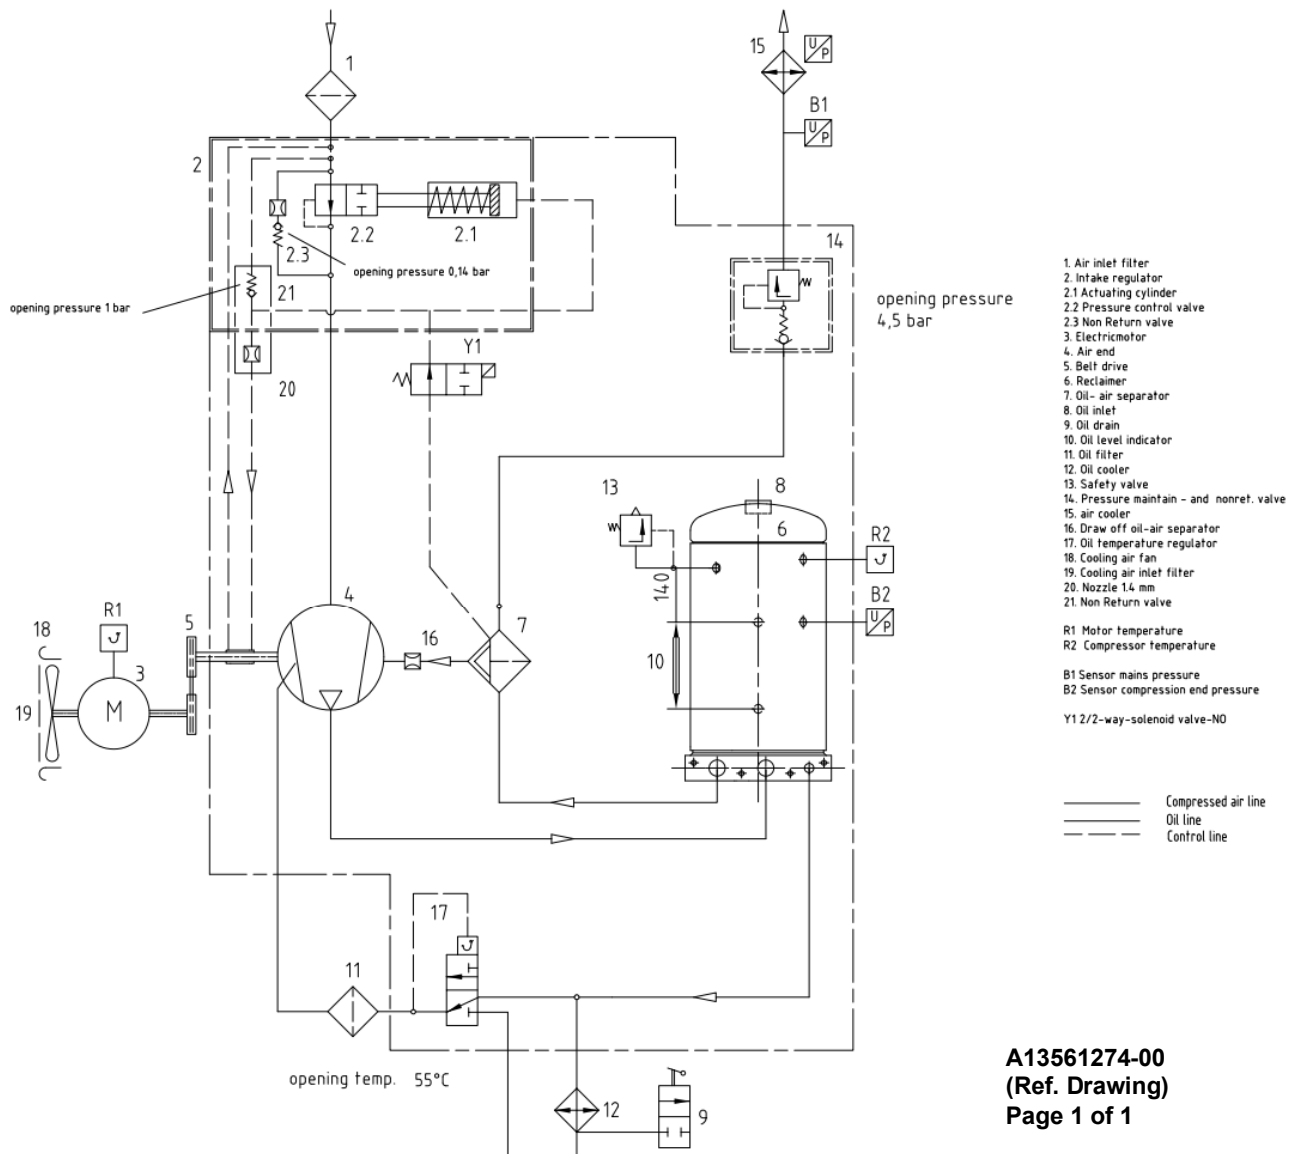 1
15
U
P
B1
U
P
2
2.2
2.1
2.3
opening pressure 0,14 bar
14
opening pressure
4,5 bar
opening pressure 1 bar
21
Y1
20
13
8
6
R2
140
B2
U
P
10
R1
18
5
4
16
7
3
M
19
17
11
opening temp. 55°C
12
9
1. Air inlet filter
2. Intake regulator
2.1 Actuating cylinder
2.2 Pressure control valve
2.3 Non Return valve
3. Electricmotor
4. Air end
5. Belt drive
6. Reclaimer
7. Oil- air separator
8. Oil inlet
9. Oil drain
10. Oil level indicator
11. Oil filter
12. Oil cooler
13. Safety valve
14. Pressure maintain - and nonret. valve
15. air cooler
16. Draw off oil-air separator
17. Oil temperature regulator
18. Cooling air fan
19. Cooling air inlet filter
20. Nozzle 1.4 mm
21. Non Return valve
R1 Motor temperature
R2 Compressor temperature
B1 Sensor mains pressure
B2 Sensor compression end pressure
Y1 2/2-way-solenoid valve-NO
Compressed air line
Oil line
Control line
A13561274-00
(Ref. Drawing)
Page 1 of 1